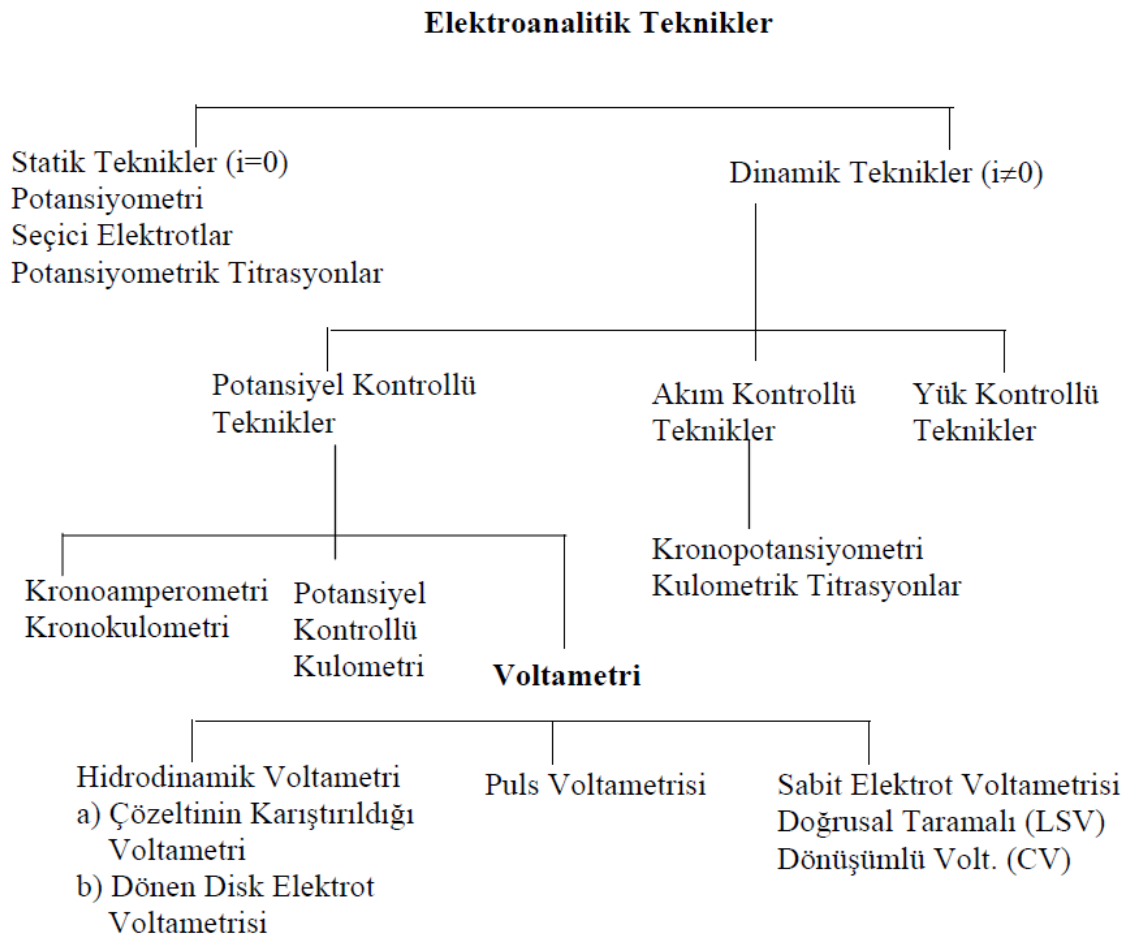 Elektroanalitik Teknikler
Statik Teknikler (i=0)
Potansiyometri
Seçici Elektrotlar
Potansiyometrik Titrasyonlar
Dinamik Teknikler (i≠0)
Potansiyel Kontrollü
Teknikler
Akım Kontrollü
Teknikler
Yük Kontrollü
Teknikler
Kronoamperometri
Kronokulometri
Potansiyel
Kontrollü
Kulometri
Kronopotansiyometri
Kulometrik Titrasyonlar
Voltametri
Hidrodinamik Voltametri
a) Çözeltinin Karıştırıldığı
Voltametri
b) Dönen Disk Elektrot
Voltametrisi
Puls Voltametrisi
Sabit Elektrot Voltametrisi
Doğrusal Taramalı (LSV)
Dönüşümlü Volt. (CV)